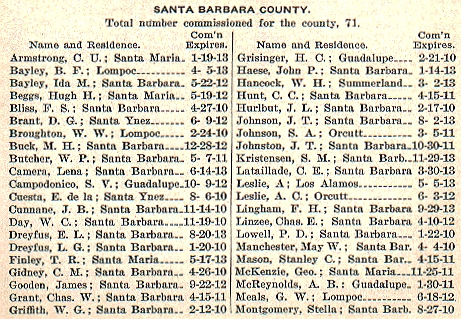 SANTA BARBARA COUNTY.
Total number commissioned for the county, 71.
Name and Residence. Com'n Expires.
Armstrong, C. U.; Santa Maria. 1-19-13
Bayley, B. F.; Lompoc 4- 5-13
Bayley, Ida M.; Santa Barbara 5-22-12
Beggs, Hugh H.; Santa Maria 5-19-12
Bliss, F. S.; Santa Barbara 4-27-10
Brant, D. G.; Santa Ynez 6- 9-12
Broughton, W. W.; Lompoc 2-24-10
Buck, M. H.; Santa Barbara 12-28-12
Butcher, W. P.; Santa Barbara 5- 7-11
Camera, Lena; Santa Barbara 6-14-13
Campodonico, S. V.; Guadalupe 10- 9-12
Cuesta, E. de la; Santa Ynez 8- 6-10
Cunnane, J. B.; Santa Barbara 11-14-10
Day, W. C.; Santa Barbara 11-19-10
Dreyfus, E. L.; Santa Barbara 8-20-13
Dreyfus, L. G.; Santa Barbara 1-20-10
Finley, T. R.; Santa Maria 5-17-13
Gidney, C. M.; Santa Barbara 4-26-10
Gooden, James; Santa Barbara 9-22-12
Grant, Chas. W.; Santa Barbara 4-15-11
Griffith, W. G.; Santa Barbara 2-12-10
Name and Residence. Com'n Expires.
Grisinger, H. C.; Guadalupe 2-21-10
Haese, John P.; Santa Barbara. 1-14-13
Hancock, W. H.; Summerland 3- 2-13
Hunt, C. C.; Santa Barbara 4-15-11
Hurlbut, J. L.; Santa Barbara 2-17-10
Johnson, J. T.; Santa Barbara 8- 2-13
Johnson, S. A.; Orcutt 3- 5-11
Johnston, J. T.; Santa Barbara 10-30-11
Kristensen, S. M.; Santa Barb. 11-29-13
Lataillade, C. E.; Santa Barbara 3-30-13
Leslie, A; Los Alamos 5- 5-13
Leslie, A. C.; Orcutt 6- 3-12
Lingham, F. H.; Santa Barbara 9-29-13
Linzee, Chas. E.; Santa Barbara 4-10-12
Lowell, P. D.; Santa Barbara 1-22-10
Manchester, May W.; Santa Bar. 4- 4-10
Mason, Stanley C.; Santa Bar. 4-15-11
McKenzie, Geo.; Santa Maria 11-25-11
McReynolds, A. B.; Guadalupe 1-30-11
Meals, G. W.; Lompoc 6-18-12
Montgomery, Stella; Santa Barb. 8-27-10